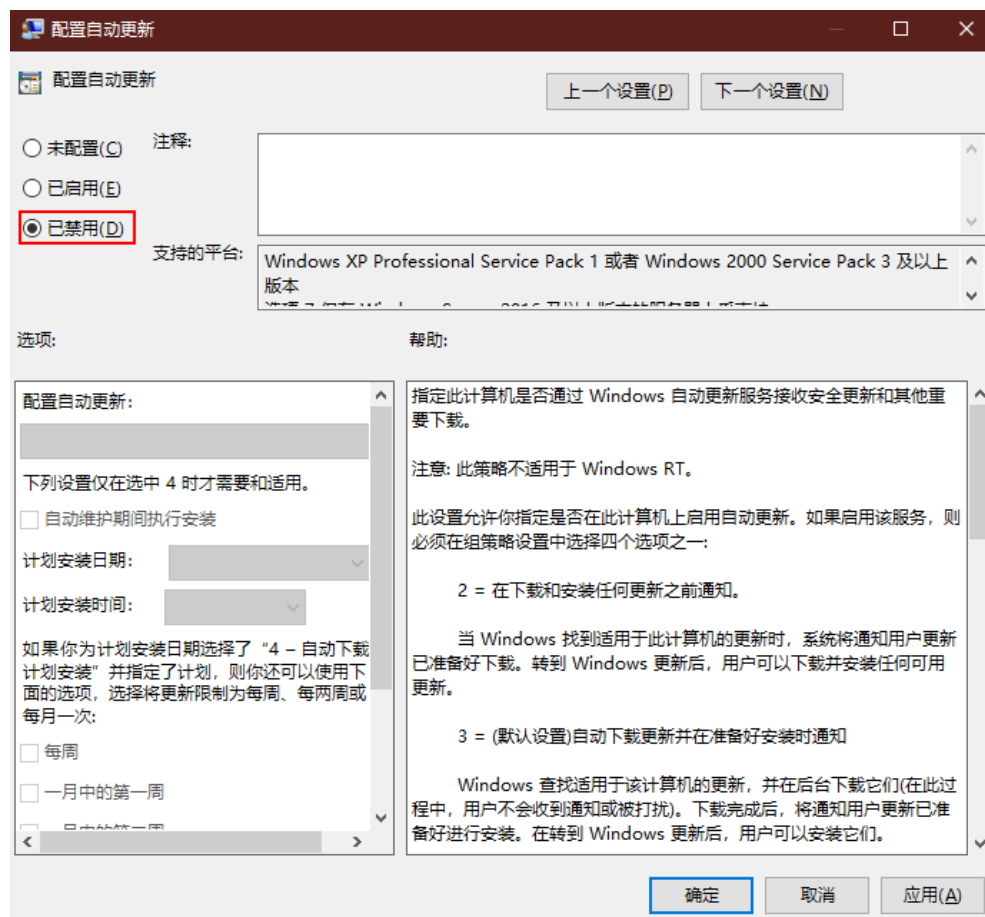 配置自动更新
配置自动更新
上一个设置(P)
下一个设置(N)
未配置(C)
注释:
已启用(E)
已禁用(D)
支持的平台:
Windows XP Professional Service Pack 1 或者 Windows 2000 Service Pack 3 及以上
版本
选项:
帮助:
配置自动更新:
下列设置仅在选中 4 时才需要和适用。
自动维护期间执行安装
计划安装日期:
计划安装时间:
如果你为计划安装日期选择了“4 – 自动下载
计划安装”并指定了计划，则你还可以使用下
面的选项，选择将更新限制为每周、每两周或
每月一次:
每周
一月中的第一周
指定此计算机是否通过 Windows 自动更新服务接收安全更新和其他重
要下载。
注意: 此策略不适用于 Windows RT。
此设置允许你指定是否在此计算机上启用自动更新。如果启用该服务，则
必须在组策略设置中选择四个选项之一:
2 = 在下载和安装任何更新之前通知。
当 Windows 找到适用于此计算机的更新时，系统将通知用户更新
已准备好下载。转到 Windows 更新后，用户可以下载并安装任何可用
更新。
3 = (默认设置)自动下载更新并在准备好安装时通知
Windows 查找适用于该计算机的更新，并在后台下载它们(在此过
程中，用户不会收到通知或被打扰)。下载完成后，将通知用户更新已准
备好进行安装。在转到 Windows 更新后，用户可以安装它们。
确定
取消
应用(A)